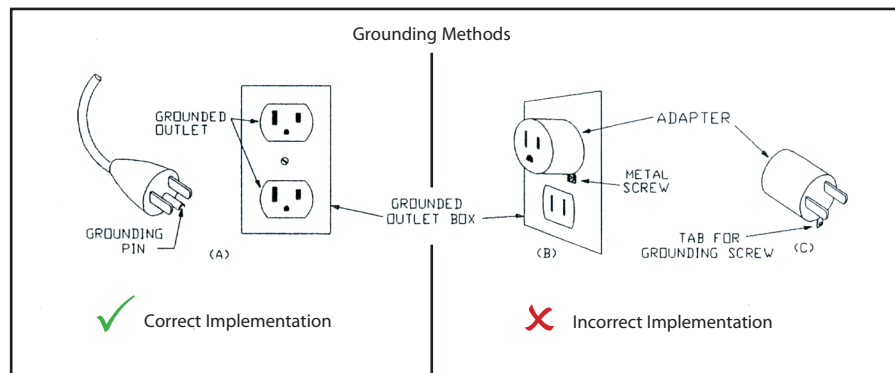 Grounding Methods
GROUNDED
OUTLET
GROUNDING
PIN
(A)
GROUNDED
OUTLET BOX
ADAPTER
METAL
SCREW
(B)
TAB FOR
GROUNDING SCREW
(C)
Correct Implementation
Incorrect Implementation